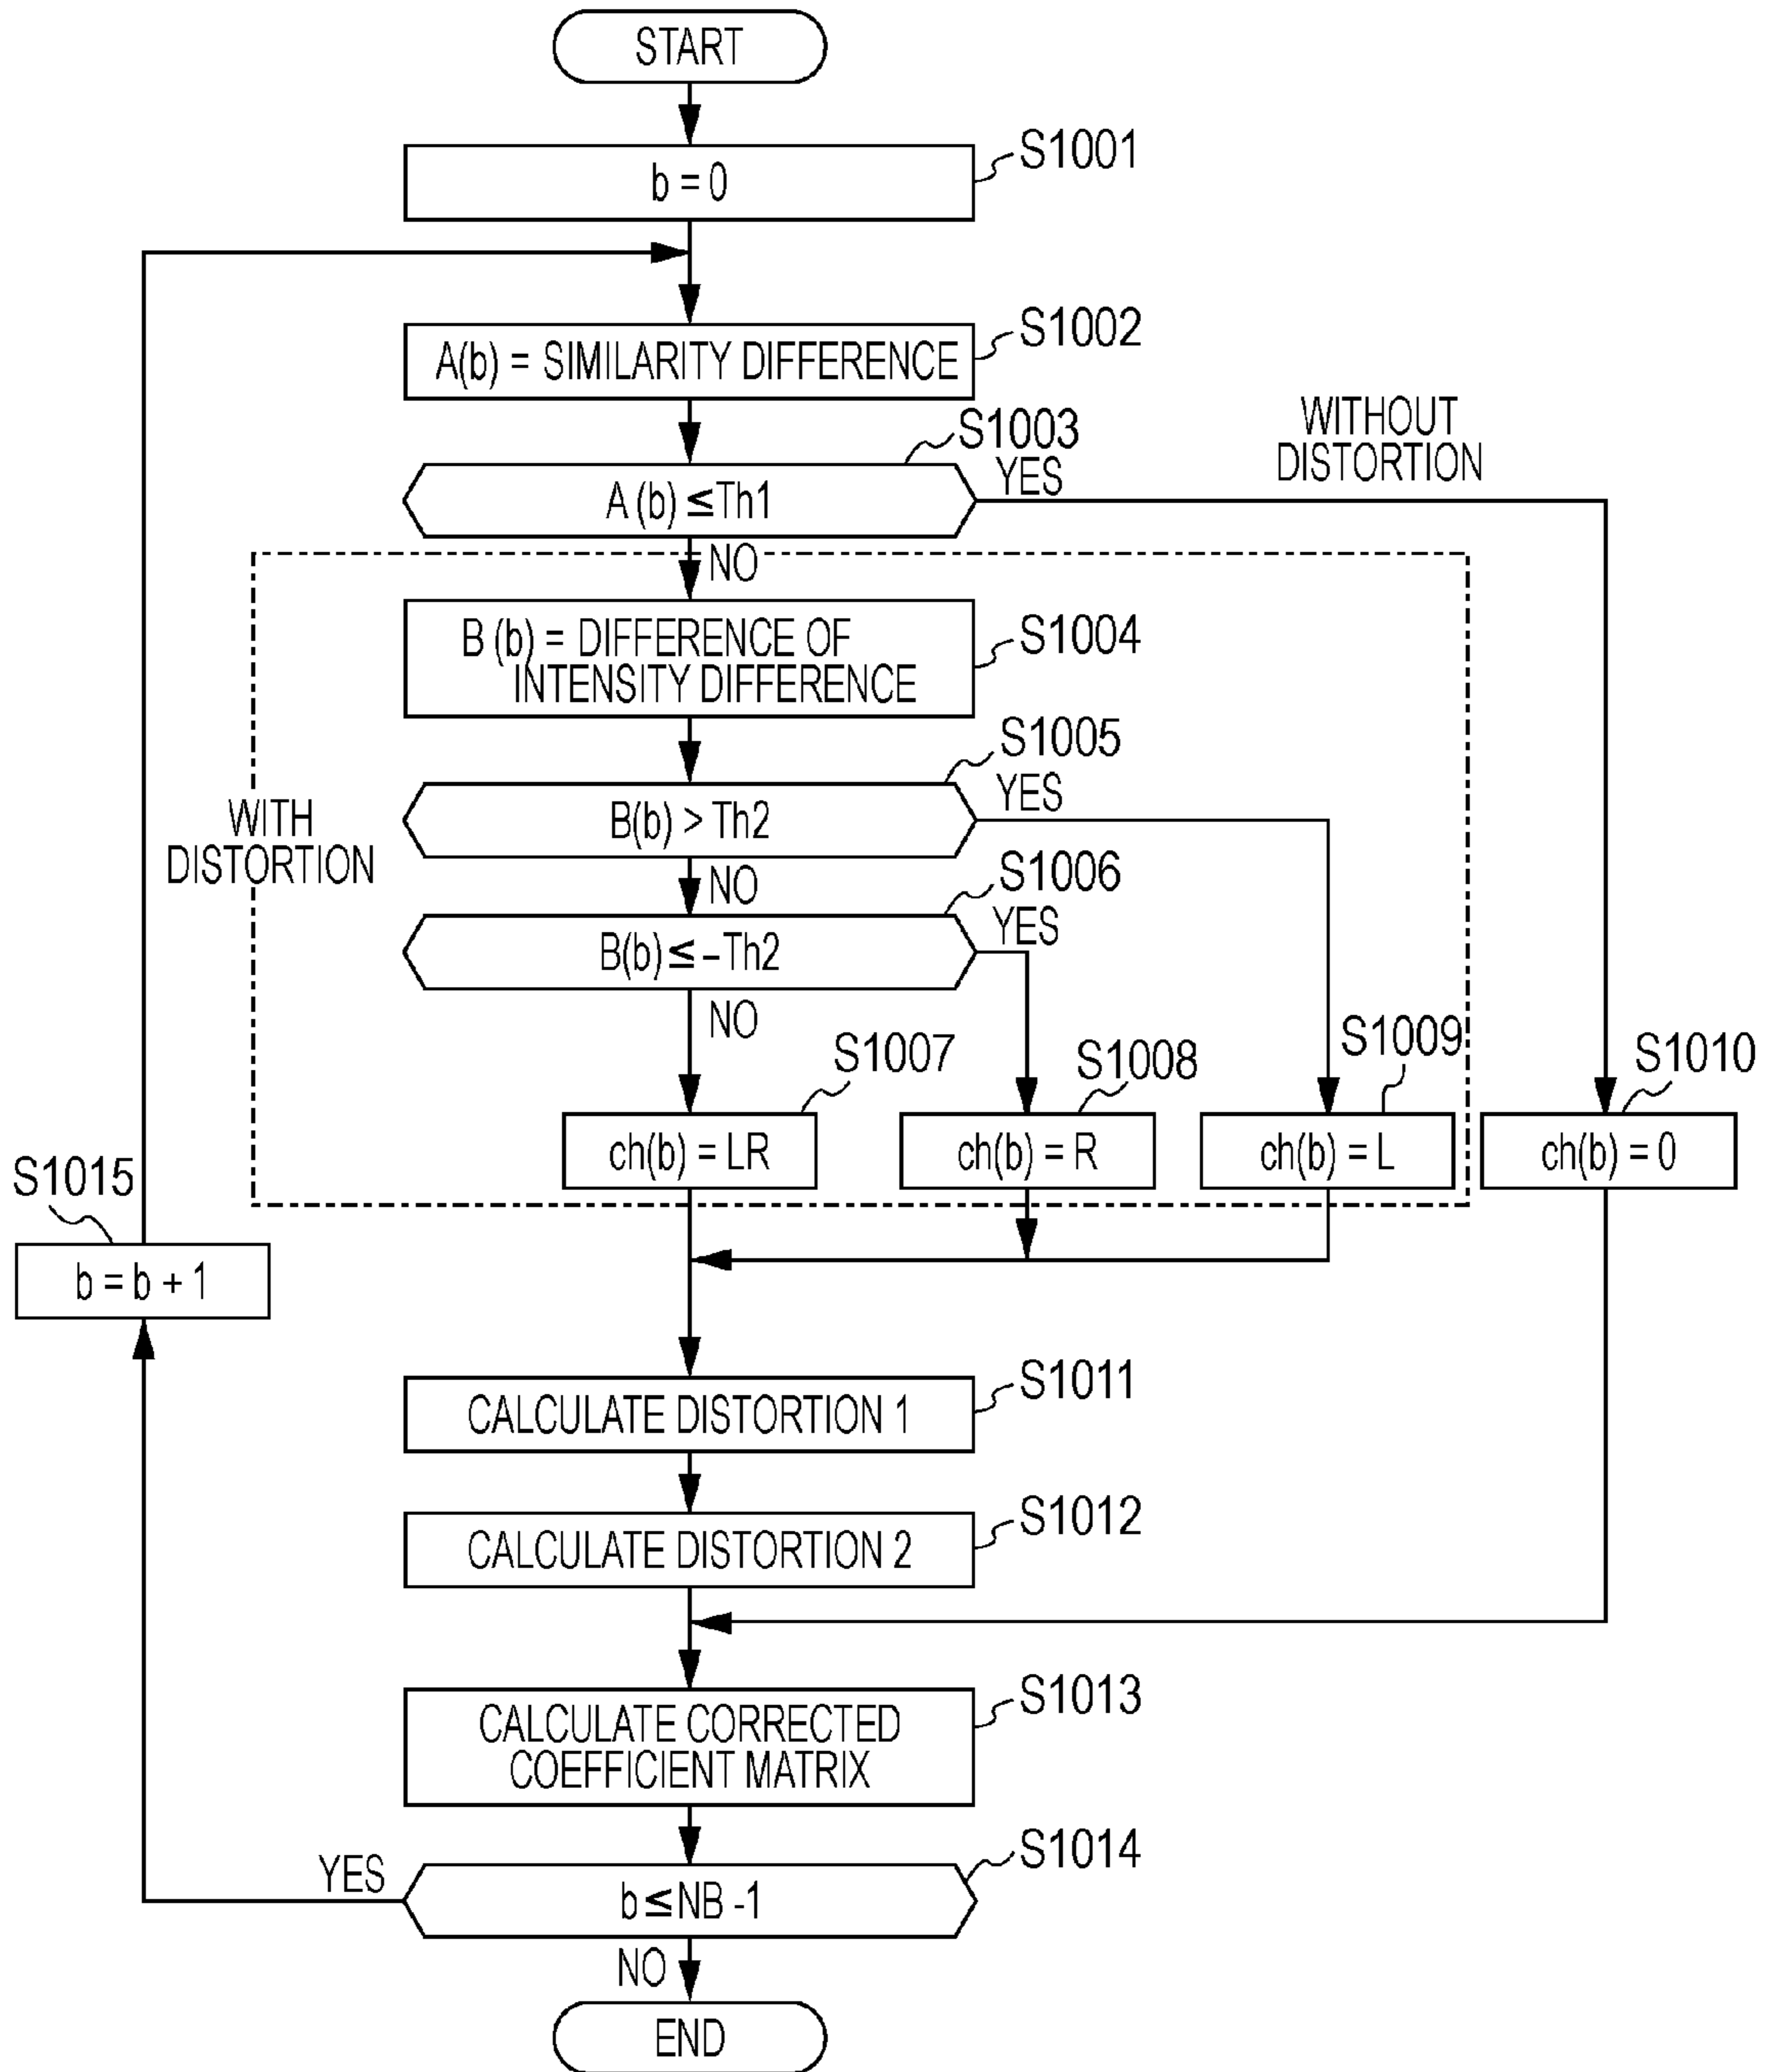 START
S1001
b = 0
S1002
A(b) = SIMILARITY DIFFERENCE
S1003
WITHOUT
DISTORTION
YES
A (b) ≤Th1
NO
S1004
B (b) = DIFFERENCE OF
INTENSITY DIFFERENCE
S1005
YES
WITH
DISTORTION
B(b) > Th2
NO
S1006
YES
B(b) ≤ –Th2
NO
S1007
S1008
S1009
S1010
ch(b) = LR
ch(b) = R
ch(b) = L
ch(b) = 0
S1015
b = b + 1
S1011
CALCULATE DISTORTION 1
S1012
CALCULATE DISTORTION 2
S1013
CALCULATE CORRECTED
COEFFICIENT MATRIX
S1014
YES
b ≤NB -1
NO
END